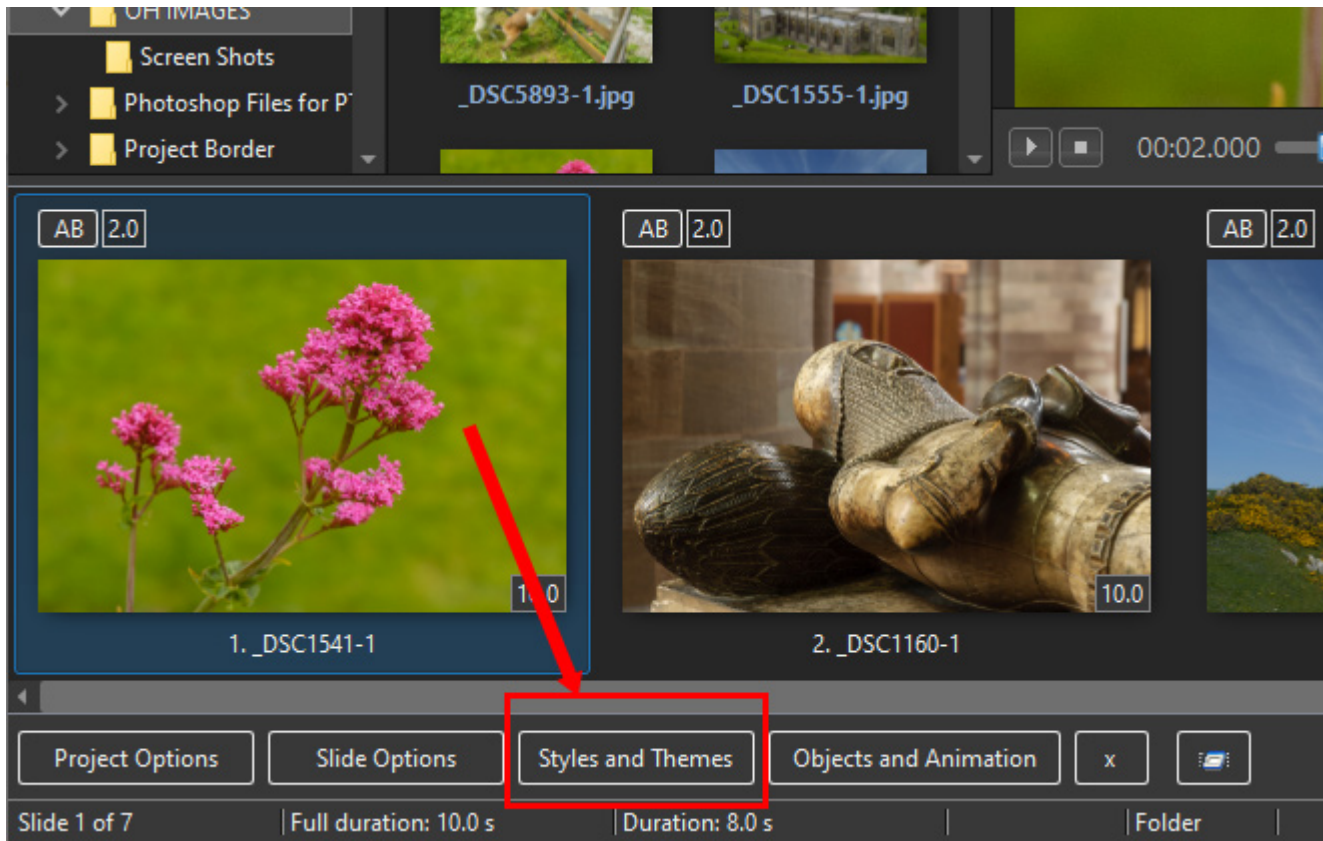 OH IMAGES
Screen Shots
Photoshop Files for P
Project Border
_DSC5893-1.jpg
_DSC1555-1.jpg
00:02.000
AB 2.0
AB 2.0
AB 2.0
10.0
1. _DSC1541-1
2. _DSC1160-1
Project Options
Slide Options
Styles and Themes
Objects and Animation
x
Slide 1 of 7
Full duration: 10.0 s
Duration: 8.0 s
Folder